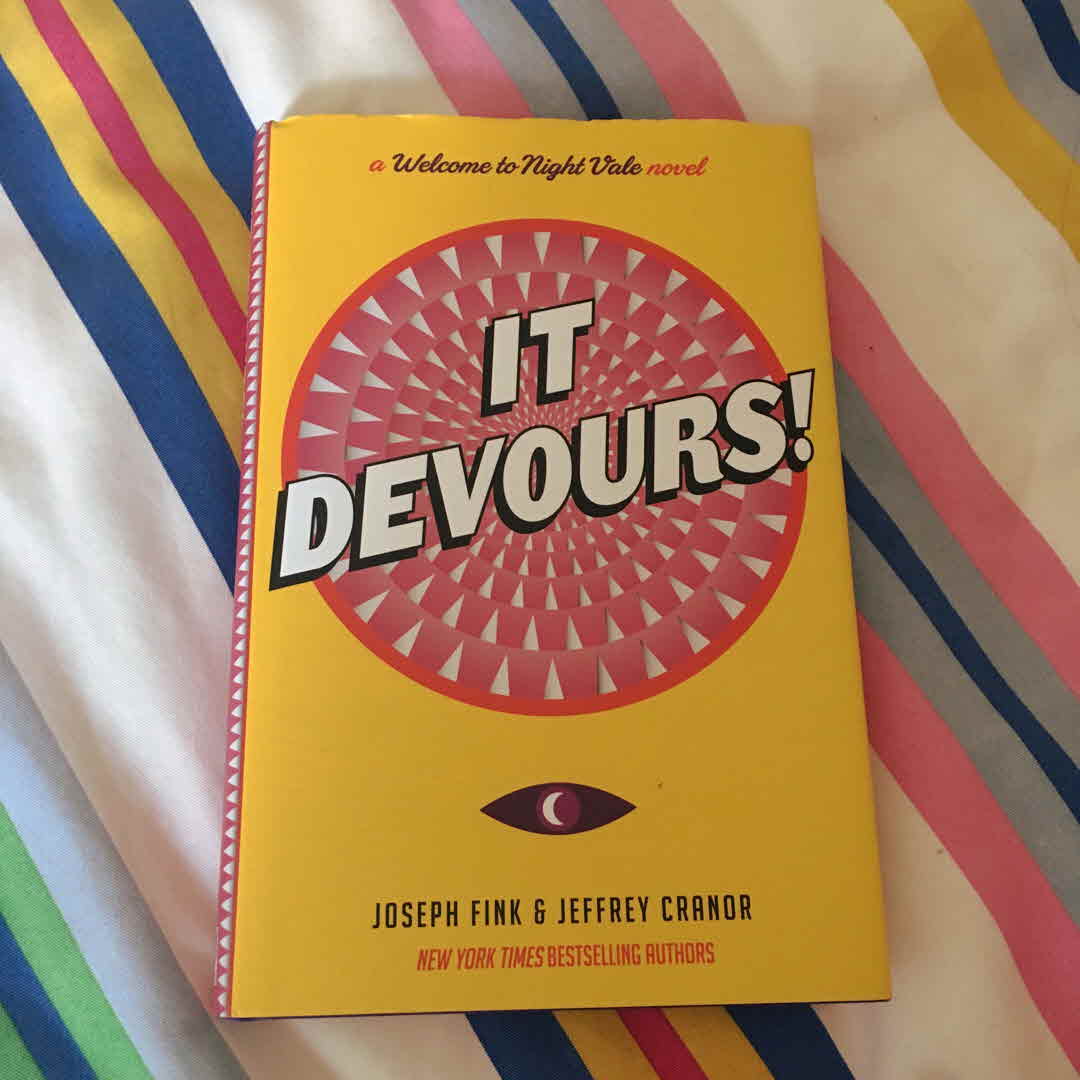 a Welcome to Night Vale novel
IT
DEVOURS!
JOSEPH FINK & JEFFREY CRANOR
NEW YORK TIMES BESTSELLING AUTHORS